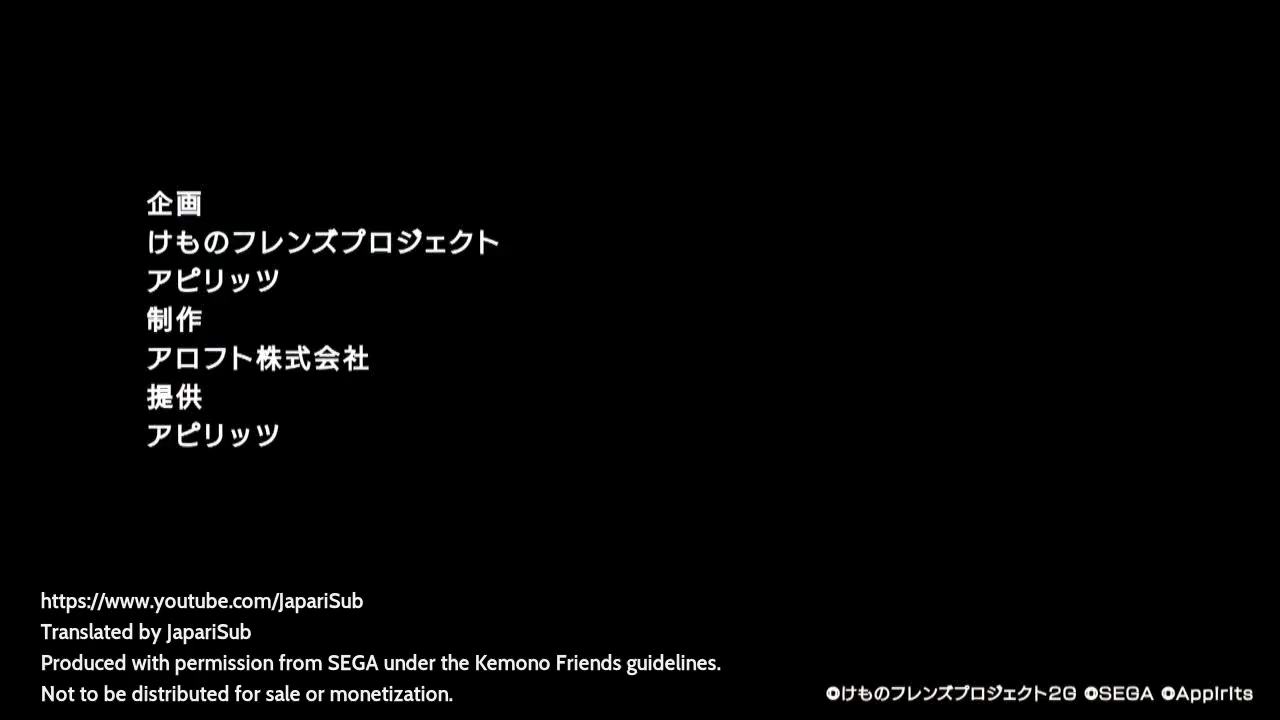 企画
けものフレンズプロジェクト
アピリッツ
制作
アロフト株式会社
提供
アピリッツ
https://www.youtube.com/JapariSub
Translated by JapariSub
Produced with permission from SEGA under the Kemono Friends guidelines.
Not to be distributed for sale or monetization.
©けものフレンズプロジェクト2G ©SEGA ©Appirits